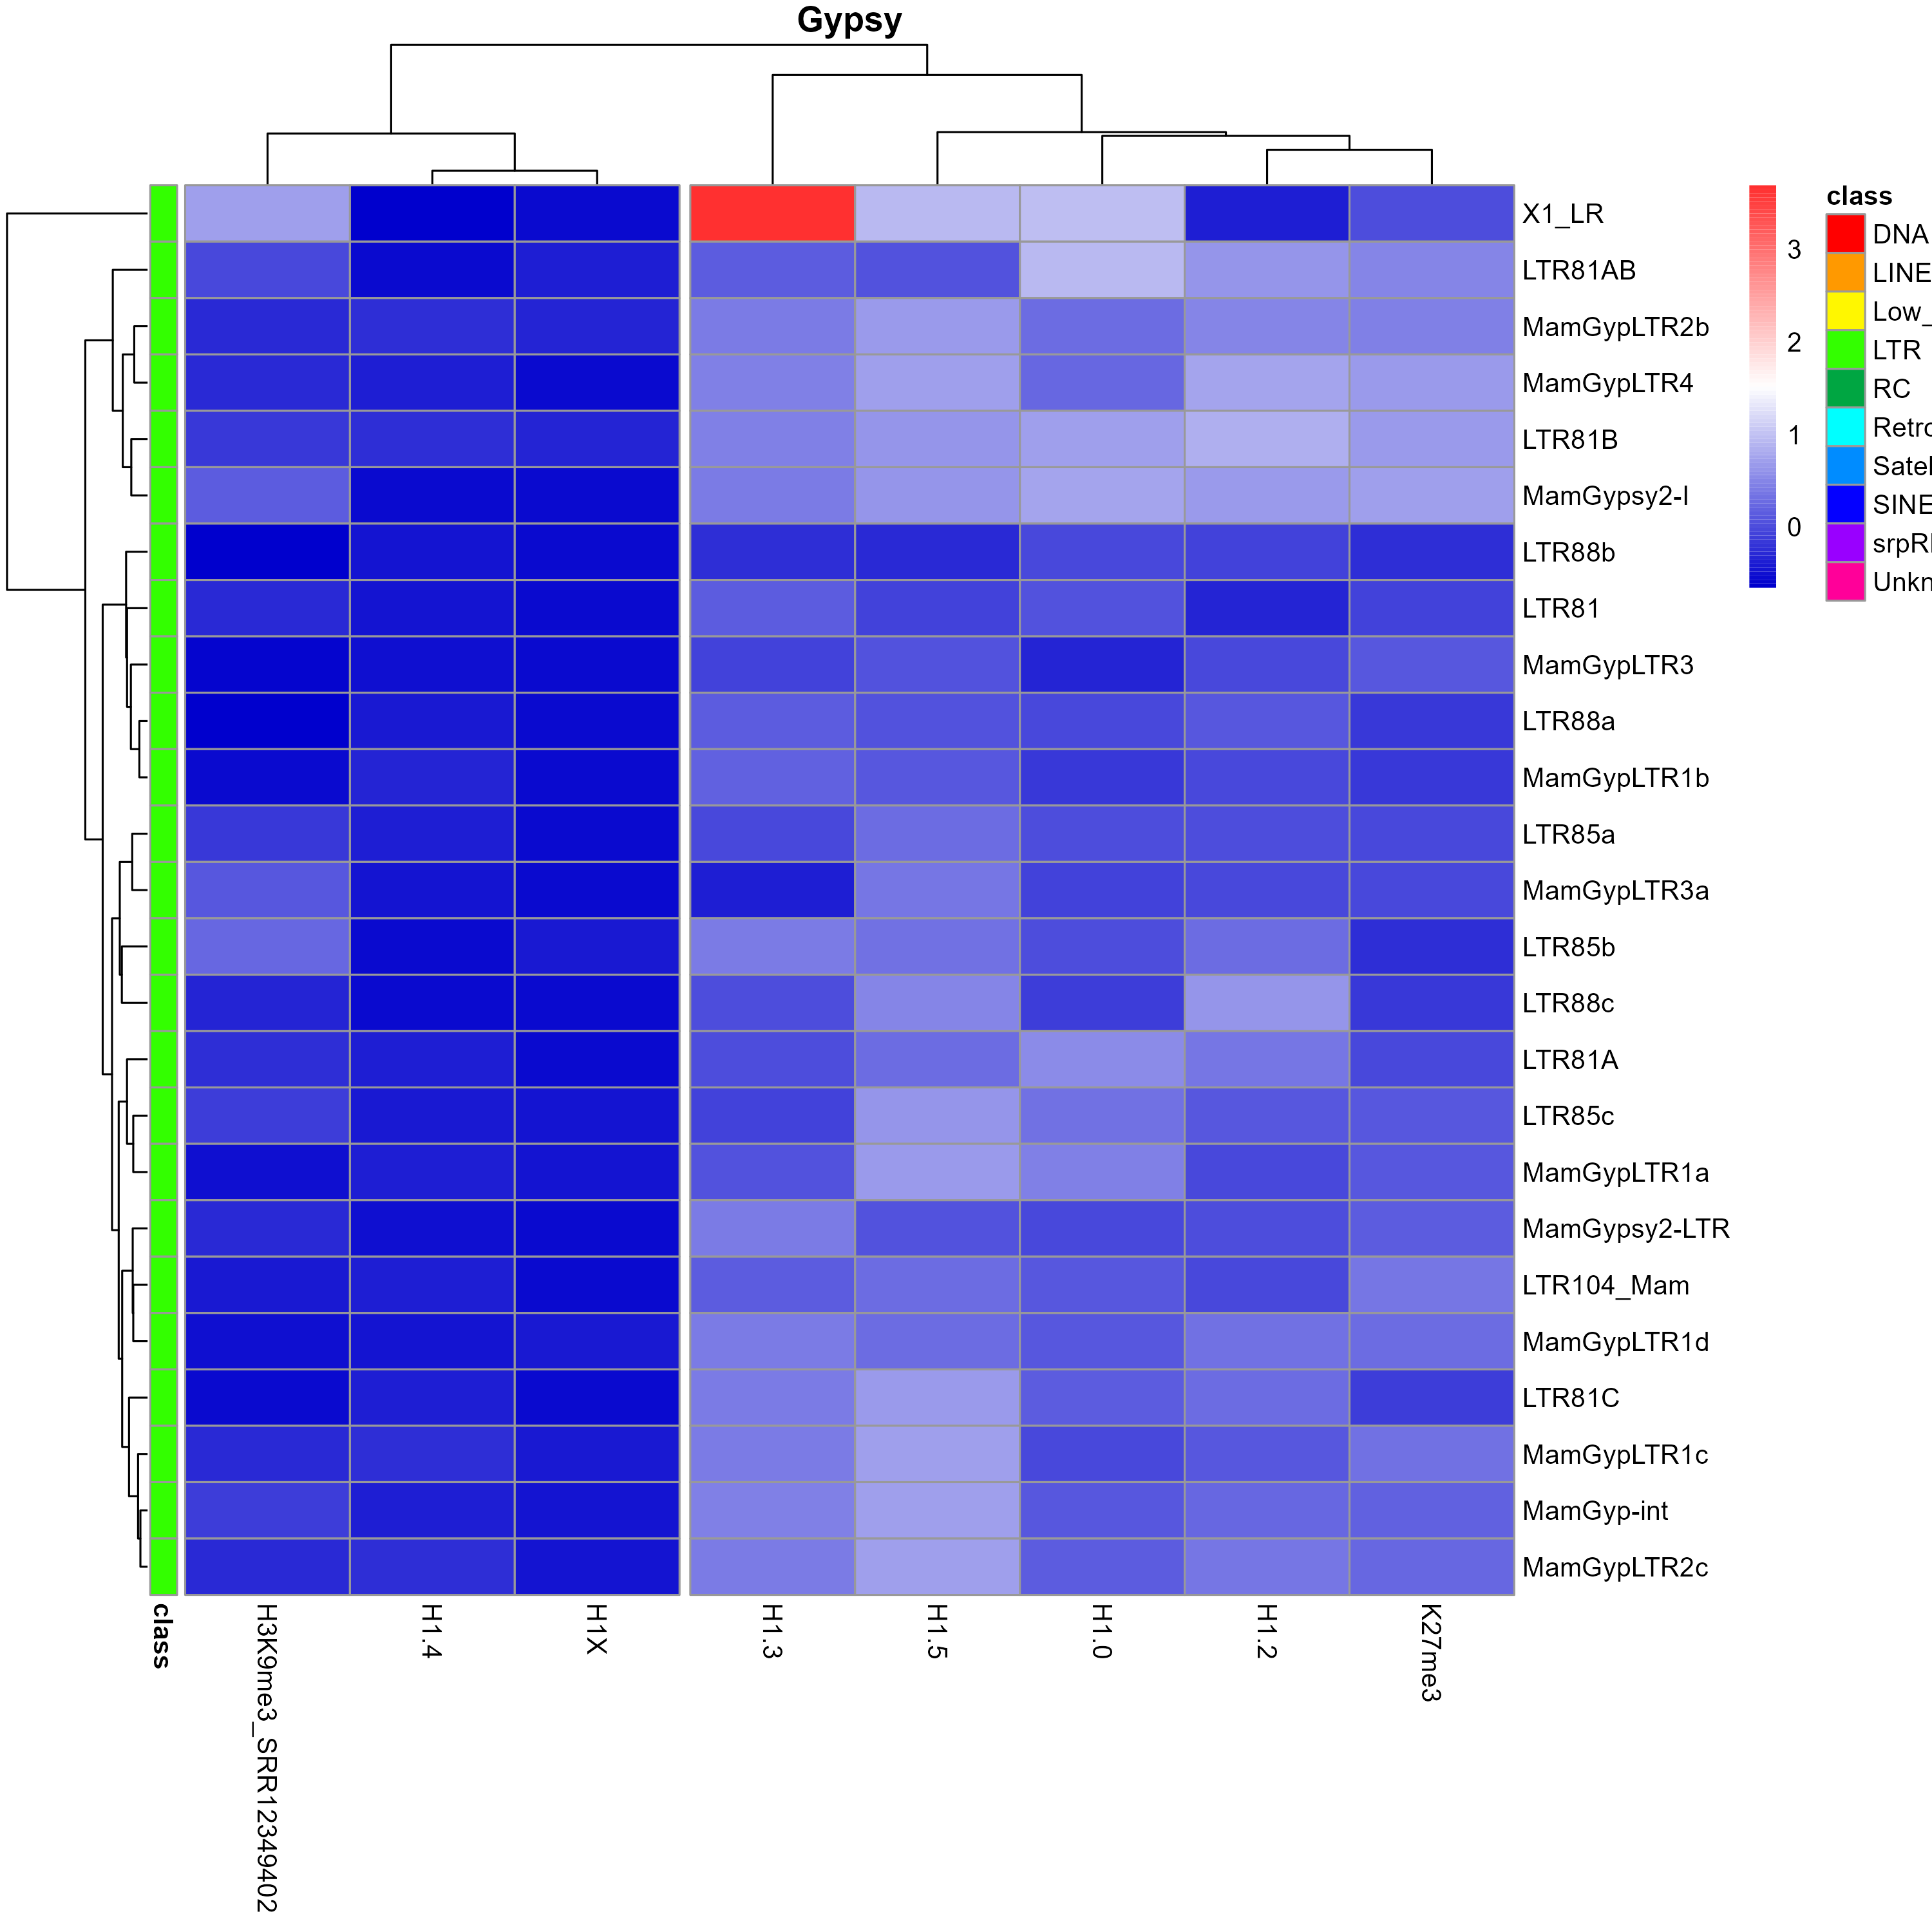 Gypsy
X1_LR
LTR81AB
MamGypLTR2b
MamGypLTR4
LTR81B
MamGypsy2-I
LTR88b
LTR81
MamGypLTR3
LTR88a
MamGypLTR1b
LTR85a
MamGypLTR3a
LTR85b
LTR88c
LTR81A
LTR85c
MamGypLTR1a
MamGypsy2-LTR
LTR104_Mam
MamGypLTR1d
LTR81C
MamGypLTR1c
MamGyp-int
MamGypLTR2c
3
2
1
0
class
DNA
LINE
Low_
LTR
RC
Retro
Satel
SINE
srpR
Unkn
class
H3K9me3_SRR12349402
H1.4
H1X
H1.3
H1.5
H1.0
H1.2
K27me3